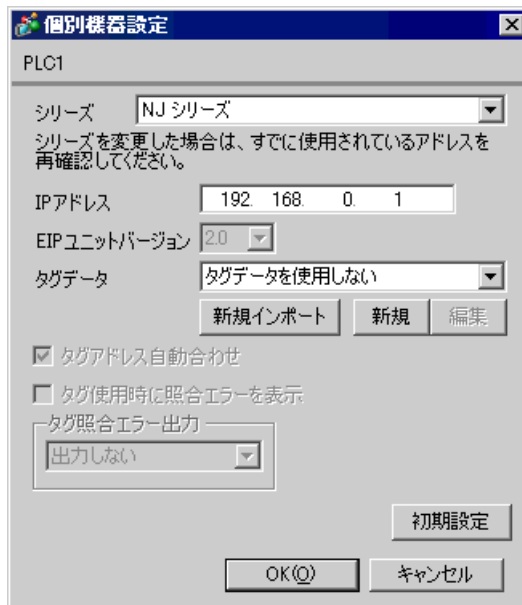 個別機器設定
PLC1
シリーズ NJ シリーズ
シリーズを変更した場合は、すでに使用されているアドレスを
再確認してください。
IPアドレス 192. 168. 0. 1
EIPユニットバージョン 2.0
タグデータ タグデータを使用しない
新規インポート 新規 編集
タグアドレス自動合わせ
タグ使用時に照合エラーを表示
タグ照合エラー出力
出力しない
初期設定
OK(O) キャンセル